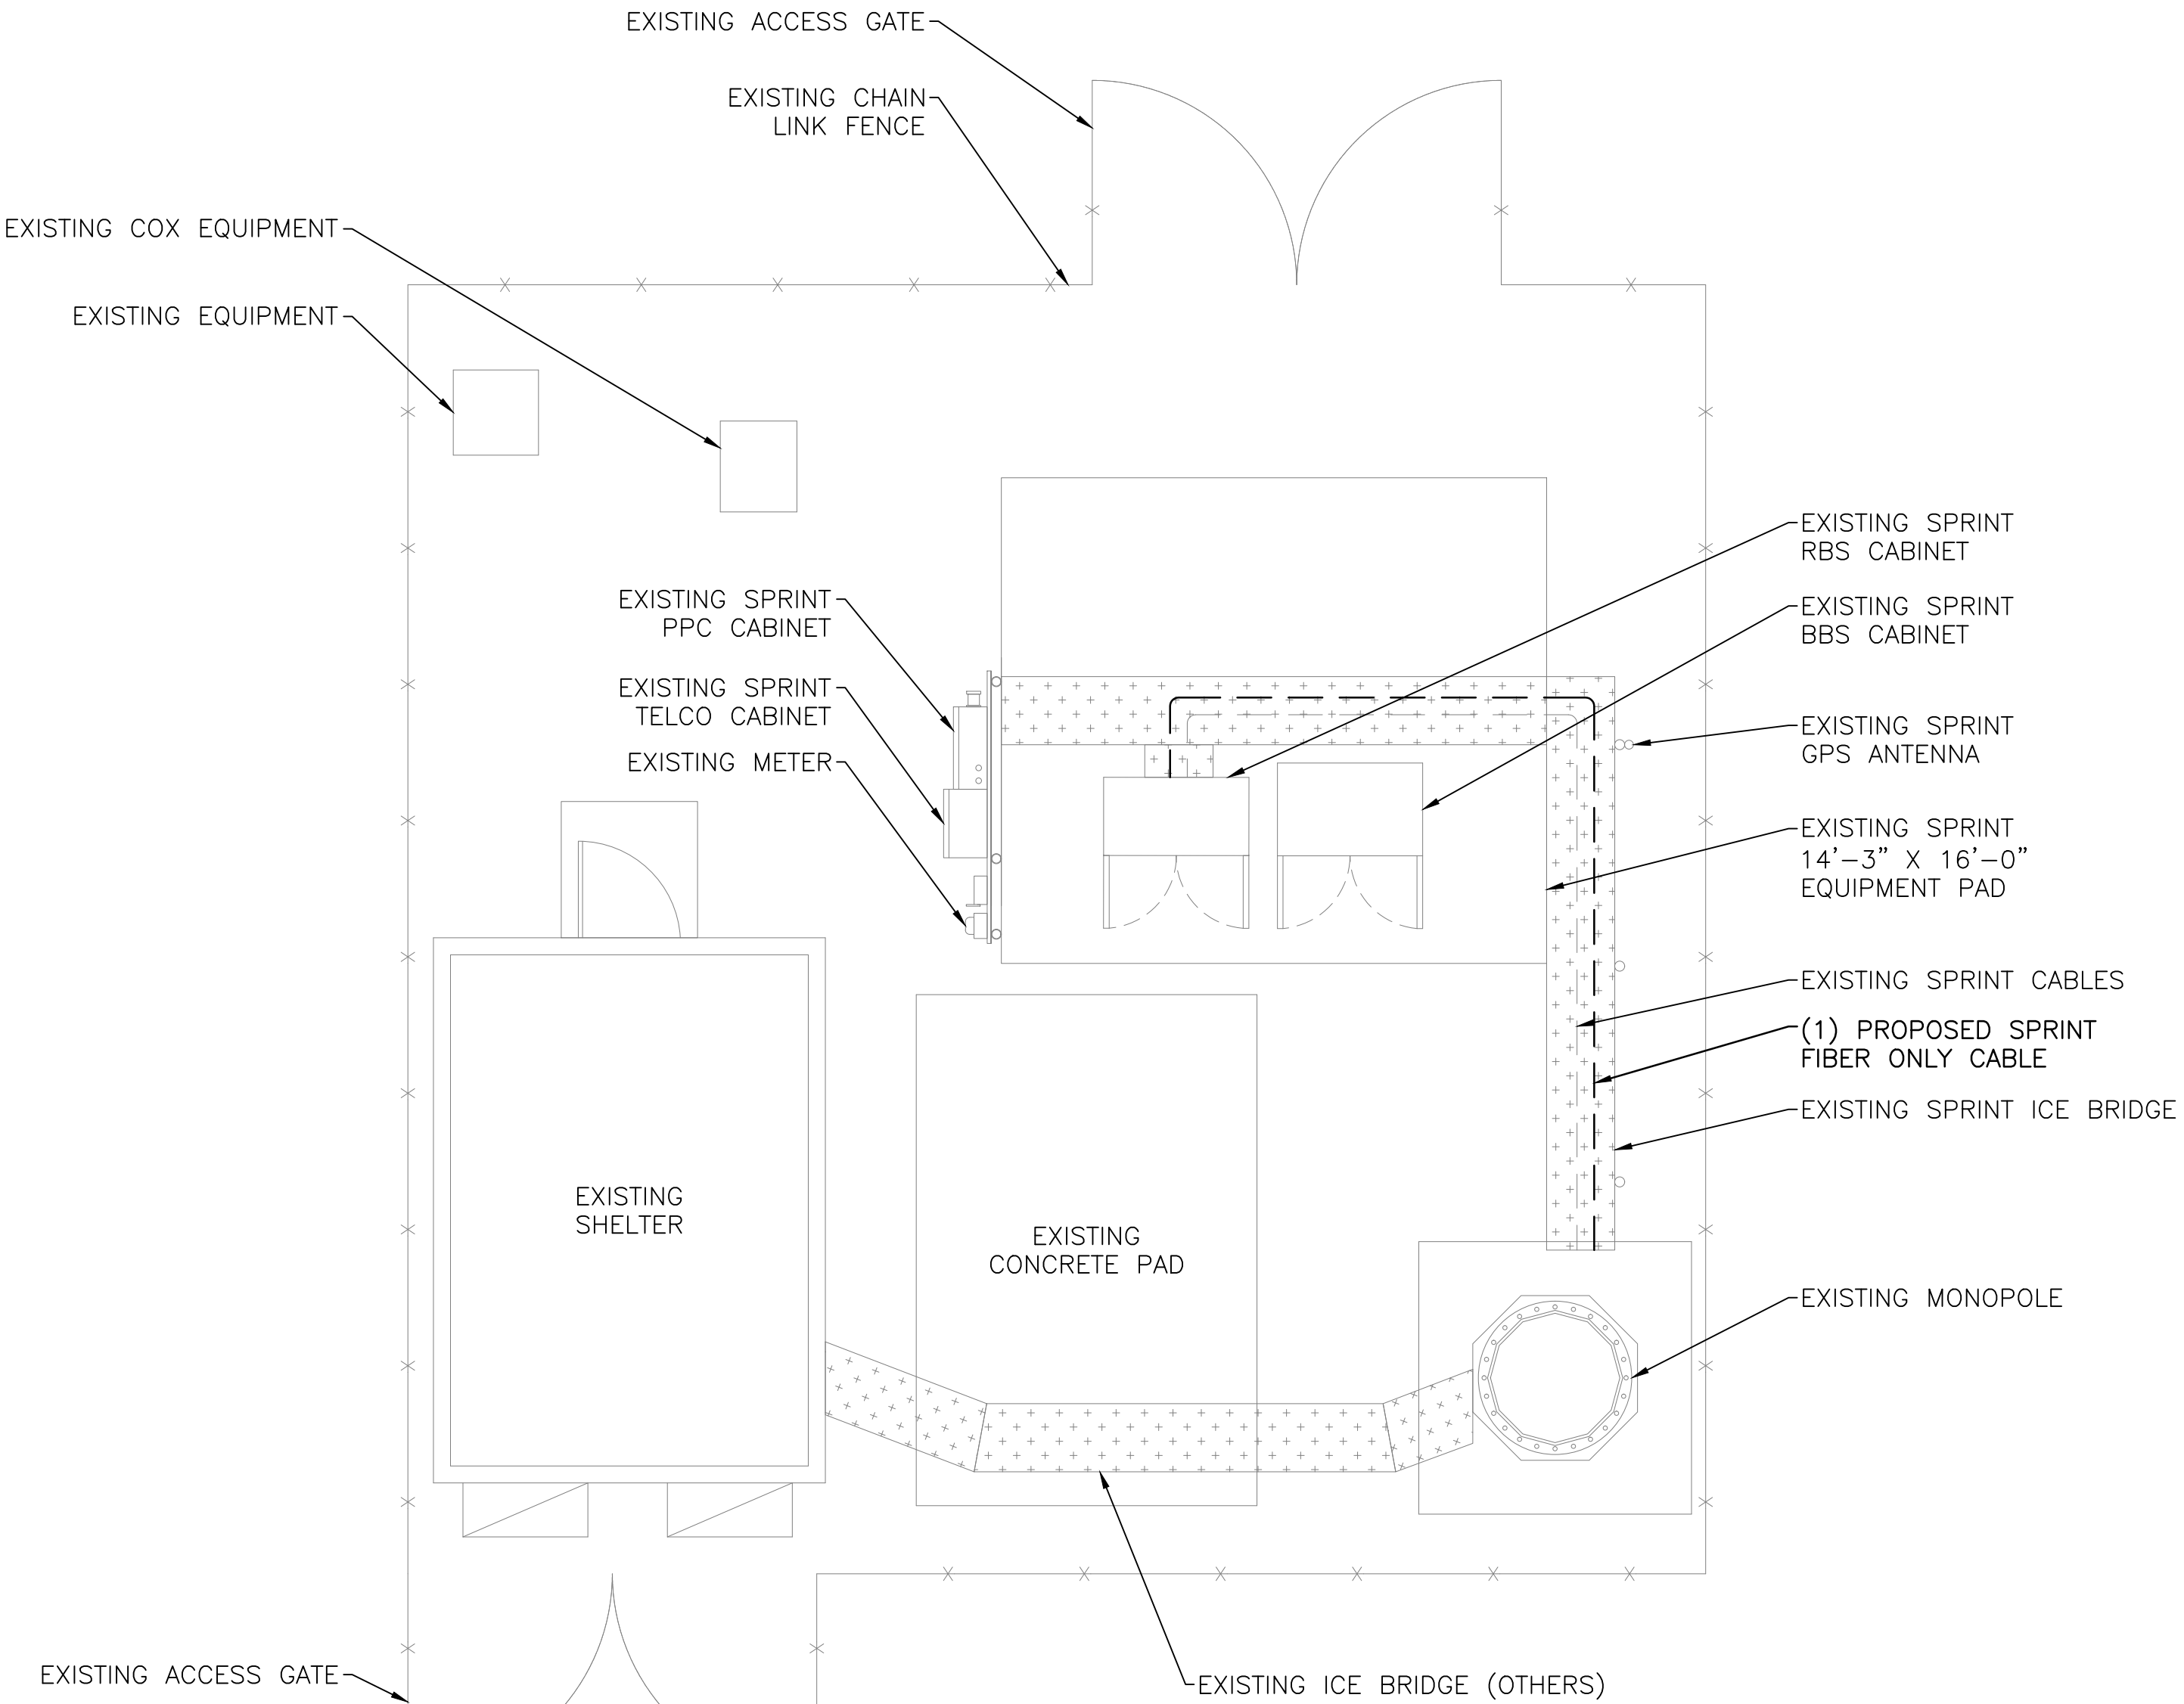 EXISTING ACCESS GATE
EXISTING CHAIN
LINK FENCE
EXISTING COX EQUIPMENT
EXISTING EQUIPMENT
EXISTING SPRINT
RBS CABINET
EXISTING SPRINT
PPC CABINET
EXISTING SPRINT
BBS CABINET
EXISTING SPRINT
TELCO CABINET
EXISTING METER
EXISTING SPRINT
GPS ANTENNA
EXISTING SPRINT
14'-3" X 16'-0"
EQUIPMENT PAD
EXISTING SPRINT CABLES
(1) PROPOSED SPRINT
FIBER ONLY CABLE
EXISTING SPRINT ICE BRIDGE
EXISTING
SHELTER
EXISTING
CONCRETE PAD
EXISTING MONOPOLE
EXISTING ACCESS GATE
EXISTING ICE BRIDGE (OTHERS)